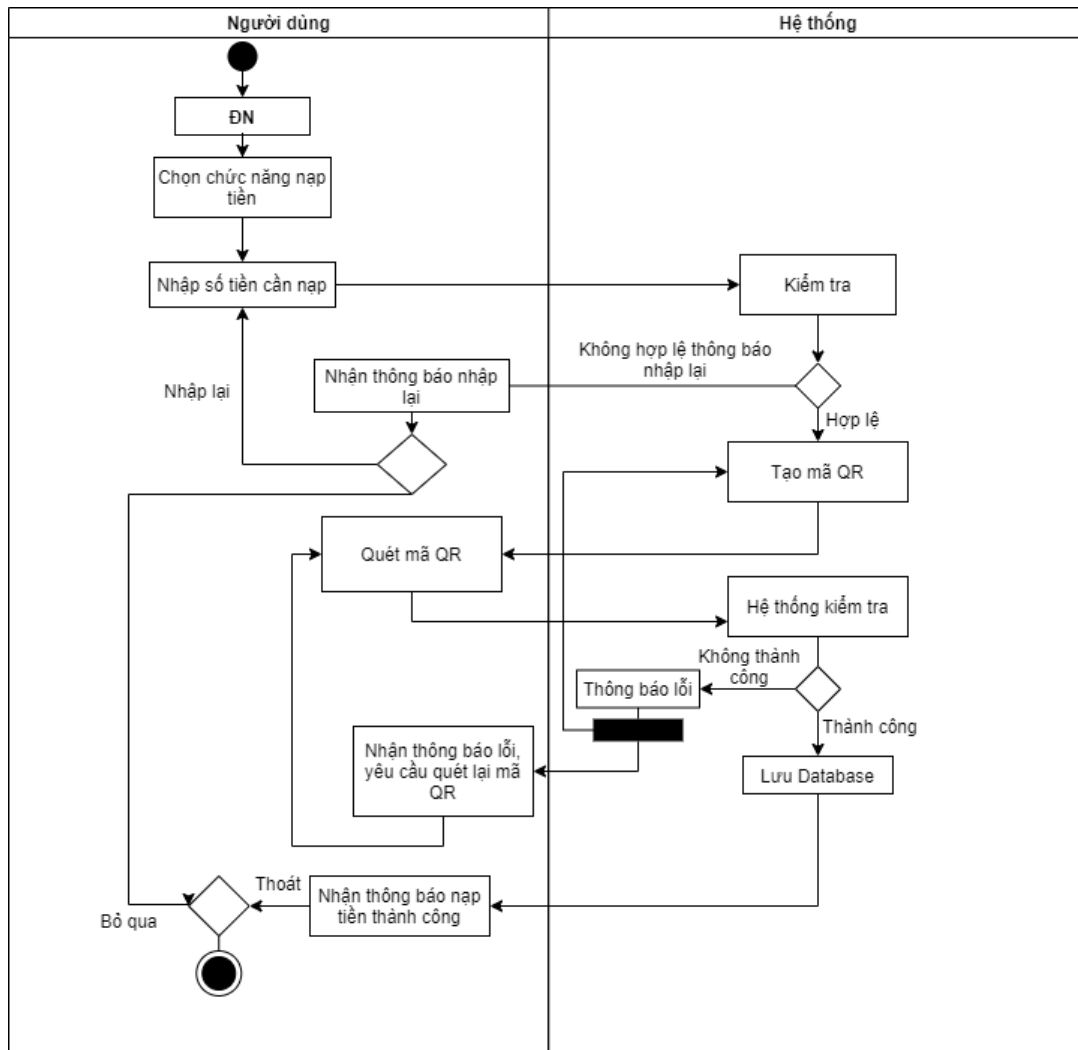 Người dùng
Hệ thống
ĐN
Chọn chức năng nạp
tiền
Nhập số tiền cần nạp
Kiểm tra
Không hợp lệ thông báo
nhập lại
Nhận thông báo nhập
lại
Nhập lại
Hợp lệ
Tạo mã QR
Quét mã QR
Hệ thống kiểm tra
Không thành
công
Thông báo lỗi
Thành công
Nhận thông báo lỗi,
yêu cầu quét lại mã
QR
Lưu Database
Thoát
Nhận thông báo nạp
tiền thành công
Bỏ qua